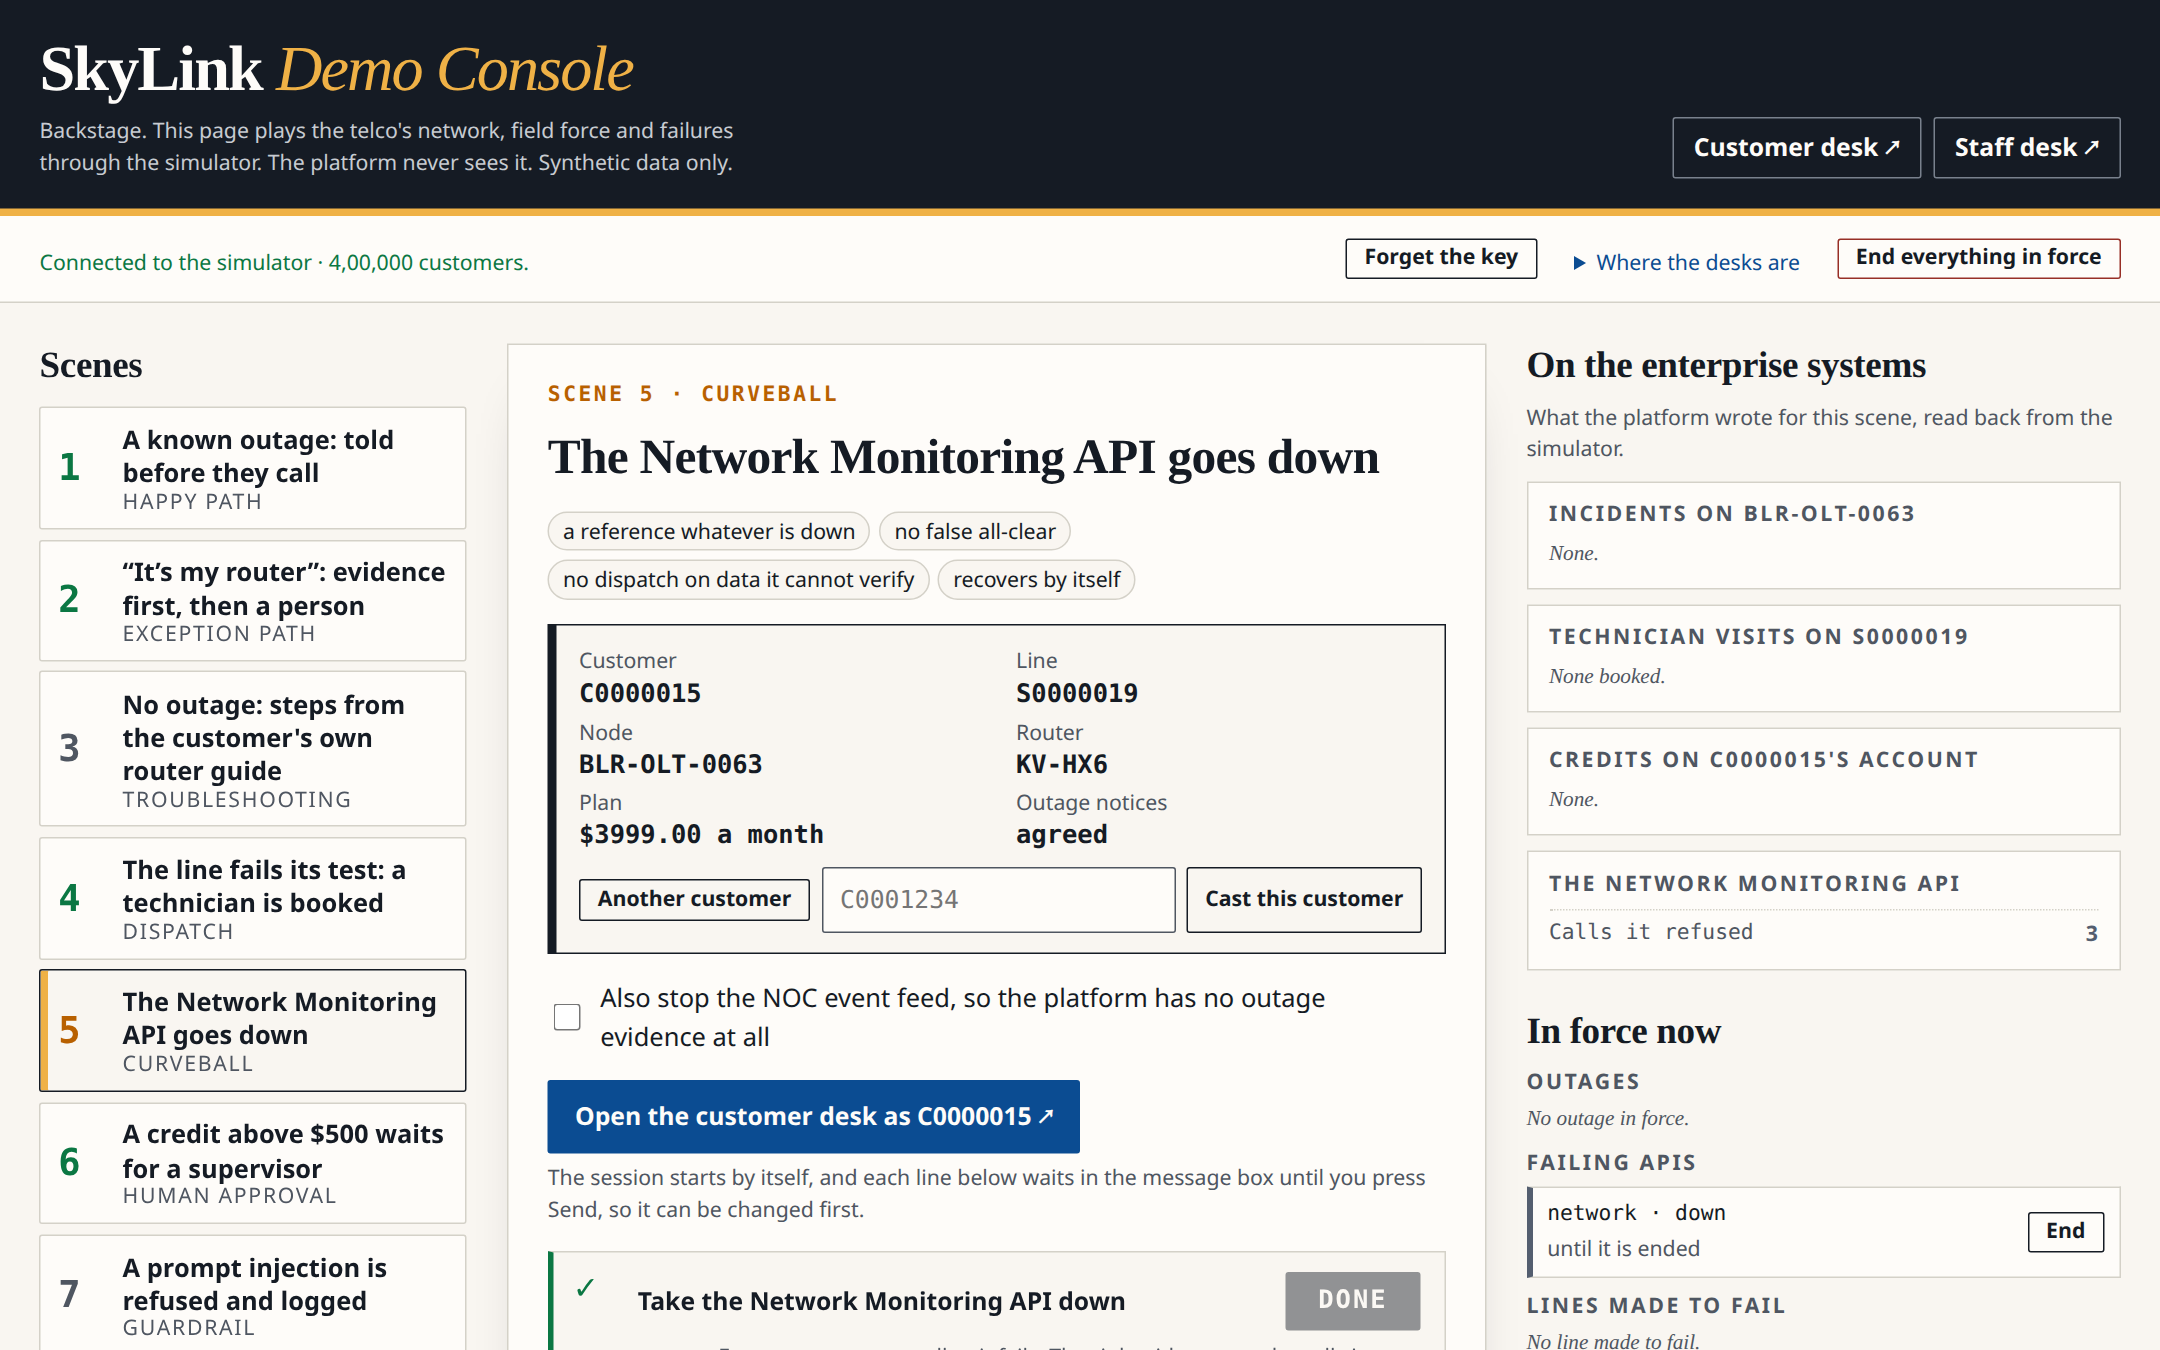 SkyLink Demo Console
Backstage. This page plays the telco's network, field force and failures
through the simulator. The platform never sees it. Synthetic data only.
Customer desk ↗
Staff desk ↗
Connected to the simulator · 4,00,000 customers.
Forget the key
▶ Where the desks are
End everything in force
Scenes
1
A known outage: told
before they call
HAPPY PATH
2
“It’s my router”: evidence
first, then a person
EXCEPTION PATH
3
No outage: steps from
the customer's own
router guide
TROUBLESHOOTING
4
The line fails its test: a
technician is booked
DISPATCH
5
The Network Monitoring
API goes down
CURVEBALL
6
A credit above $500 waits
for a supervisor
HUMAN APPROVAL
7
A prompt injection is
refused and logged
GUARDRAIL
SCENE 5 · CURVEBALL
The Network Monitoring API goes down
a reference whatever is down
no false all-clear
no dispatch on data it cannot verify
recovers by itself
Customer
C0000015
Line
S0000019
Node
BLR-OLT-0063
Router
KV-HX6
Plan
$3999.00 a month
Outage notices
agreed
Another customer
C0001234
Cast this customer
Also stop the NOC event feed, so the platform has no outage
evidence at all
Open the customer desk as C0000015 ↗
The session starts by itself, and each line below waits in the message box until you press
Send, so it can be changed first.
✓
Take the Network Monitoring API down
DONE
On the enterprise systems
What the platform wrote for this scene, read back from the
simulator.
INCIDENTS ON BLR-OLT-0063
None.
TECHNICIAN VISITS ON S0000019
None booked.
CREDITS ON C0000015'S ACCOUNT
None.
THE NETWORK MONITORING API
Calls it refused 3
In force now
OUTAGES
No outage in force.
FAILING APIS
network · down
until it is ended
End
LINES MADE TO FAIL
No line made to fail.